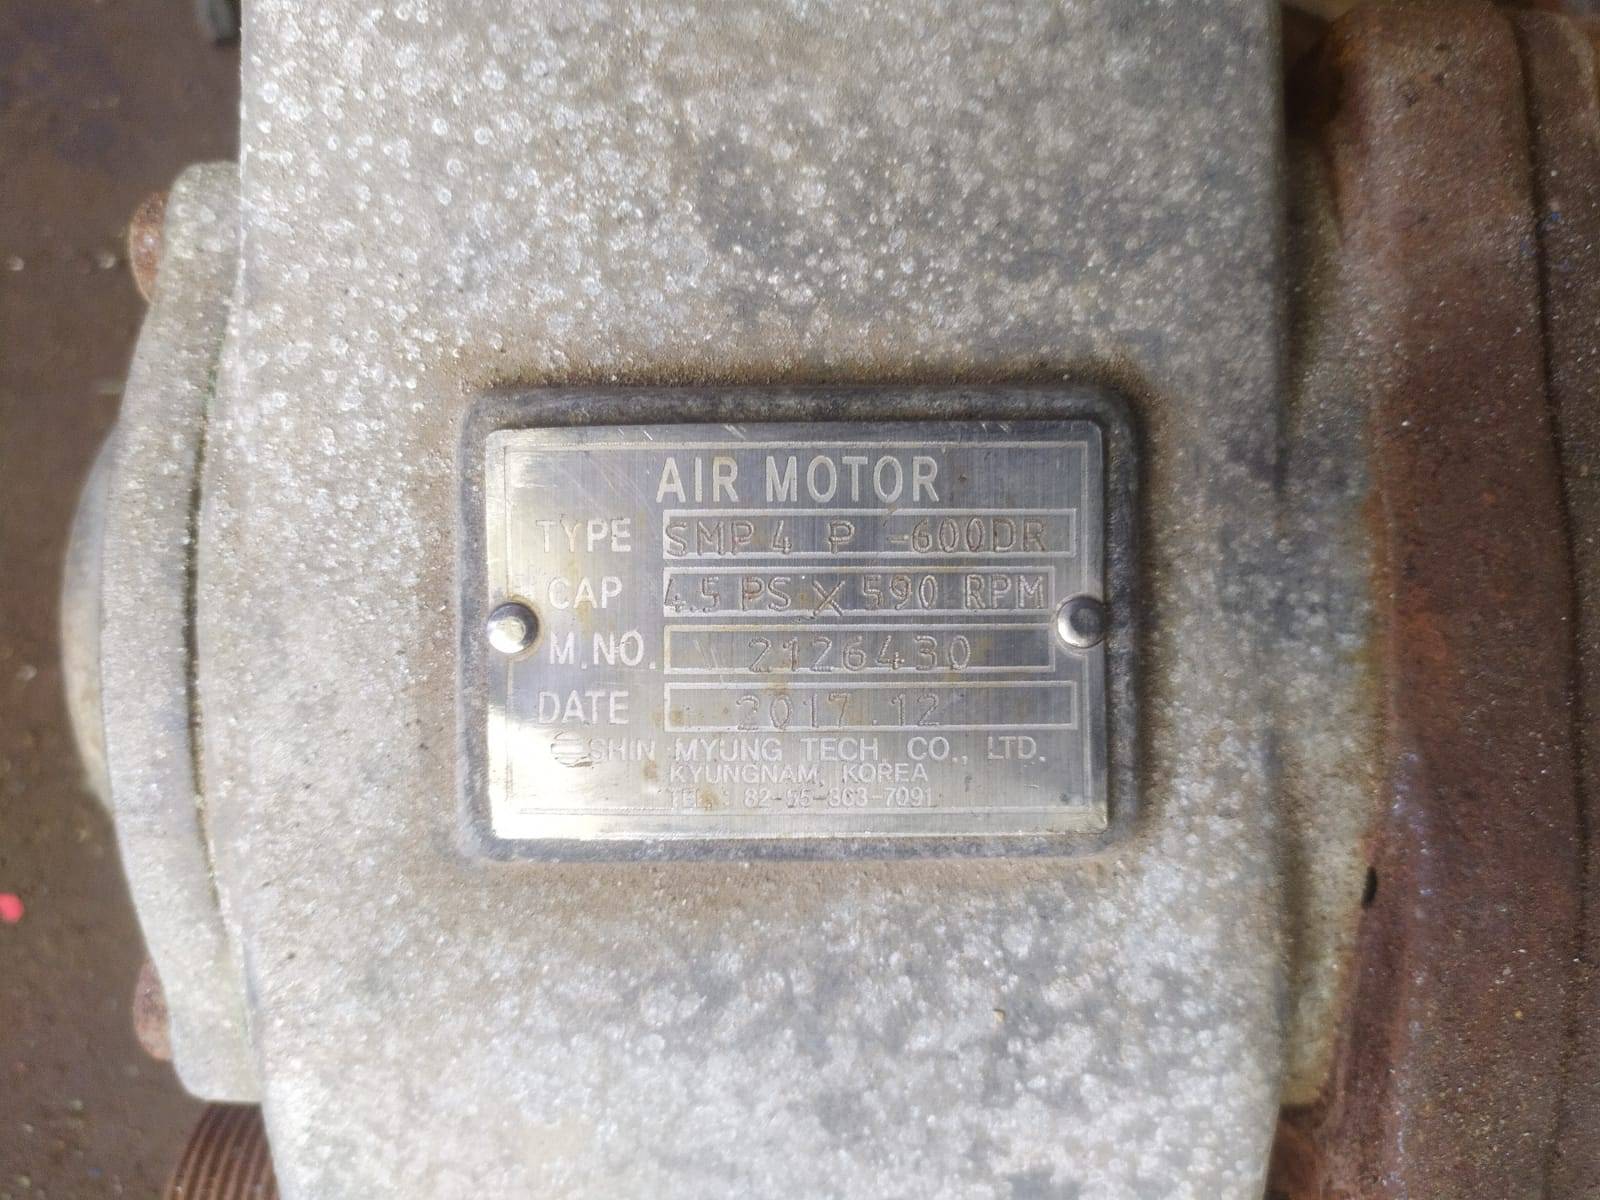 AIR MOTOR
TYPE SMP 4 P -600DR
CAP 4.5 PS X 590 RPM
M.NO. 2126430
DATE 2017.12
SHIN MYUNG TECH. CO., LTD.
KYUNGNAM, KOREA
TEL : 82-55-363-7091